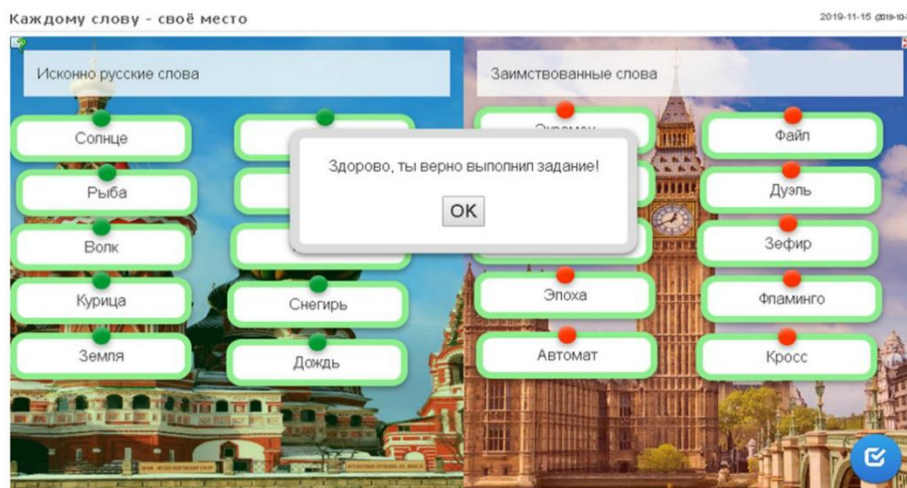 Каждому слову - своё место
2019-11-15
Исконно русские слова
Заимствованные слова
Солнце
Файл
Здорово, ты верно выполнил задание!
Рыба
Дуэль
OK
Волк
Зефир
Курица
Снегирь
Эпоха
Фламинго
Земля
Дождь
Автомат
Кросс